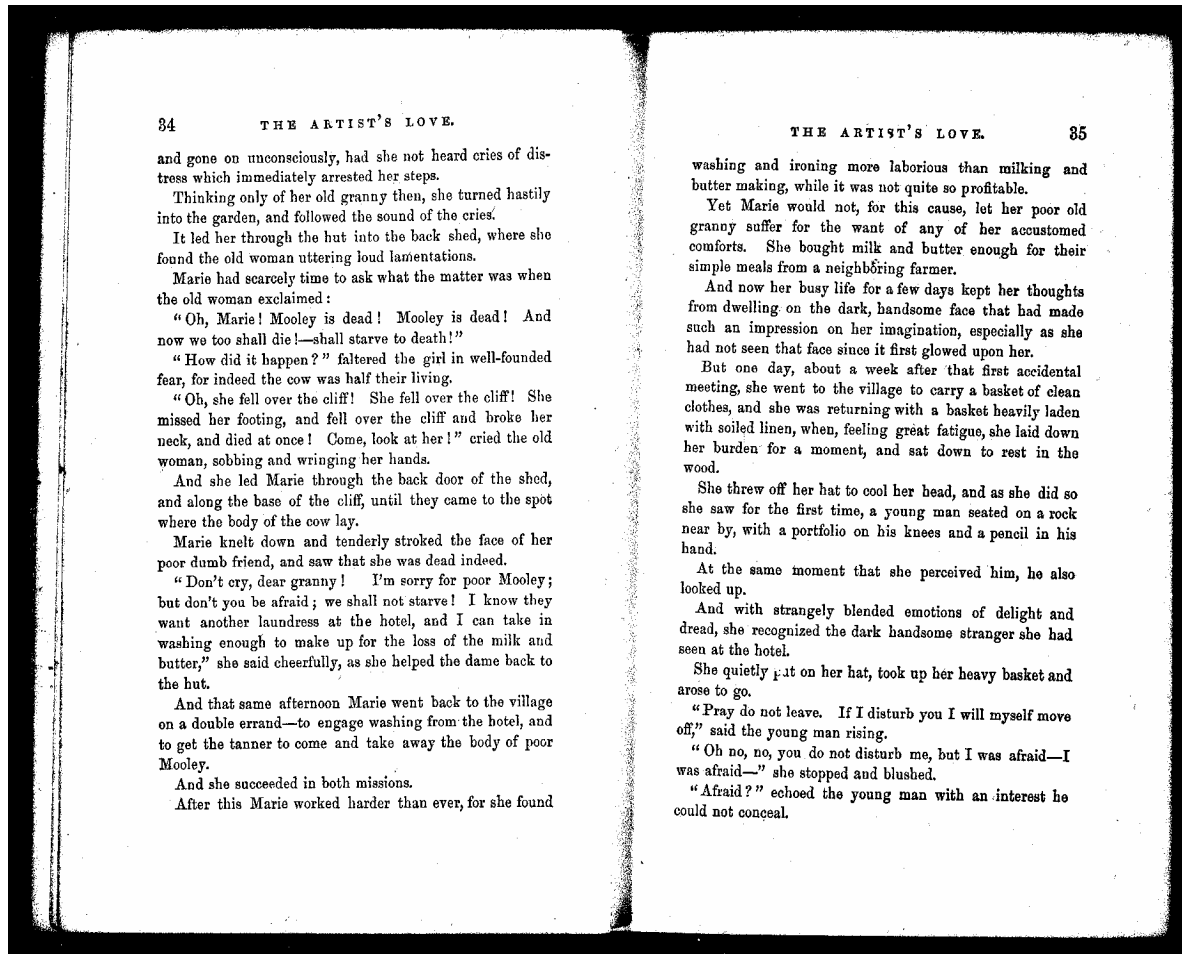 34 THE ARTIST'S LOVE.
and gone on unconsciously, had she not heard cries of dis-
tress which immediately arrested her steps.
Thinking only of her old granny then, she turned hastily
into the garden, and followed the sound of the cries.
It led her through the hut into the back shed, where she
found the old woman uttering loud lamentations.
Marie had scarcely time to ask what the matter was when
the old woman exclaimed:
"Oh, Marie! Mooley is dead! Mooley is dead! And
now we too shall die!—shall starve to death!"
"How did it happen?" faltered the girl in well-founded
fear, for indeed the cow was half their living.
"Oh, she fell over the cliff! She fell over the cliff! She
missed her footing, and fell over the cliff and broke her
neck, and died at once! Come, look at her!" cried the old
woman, sobbing and wringing her hands.
And she led Marie through the back door of the shed,
and along the base of the cliff, until they came to the spot
where the body of the cow lay.
Marie knelt down and tenderly stroked the face of her
poor dumb friend, and saw that she was dead indeed.
"Don't cry, dear granny! I'm sorry for poor Mooley;
but don't you be afraid; we shall not starve! I know they
want another laundress at the hotel, and I can take in
washing enough to make up for the loss of the milk and
butter," she said cheerfully, as she helped the dame back to
the hut.
And that same afternoon Marie went back to the village
on a double errand—to engage washing from the hotel, and
to get the tanner to come and take away the body of poor
Mooley.
And she succeeded in both missions.
After this Marie worked harder than ever, for she found
THE ARTIST'S LOVE. 35
washing and ironing more laborious than milking and
butter making, while it was not quite so profitable.
Yet Marie would not, for this cause, let her poor old
granny suffer for the want of any of her accustomed
comforts. She bought milk and butter enough for their
simple meals from a neighboring farmer.
And now her busy life for a few days kept her thoughts
from dwelling on the dark, handsome face that had made
such an impression on her imagination, especially as she
had not seen that face since it first glowed upon her.
But one day, about a week after that first accidental
meeting, she went to the village to carry a basket of clean
clothes, and she was returning with a basket heavily laden
with soiled linen, when, feeling great fatigue, she laid down
her burden for a moment, and sat down to rest in the
wood.
She threw off her hat to cool her head, and as she did so
she saw for the first time, a young man seated on a rock
near by, with a portfolio on his knees and a pencil in his
hand.
At the same moment that she perceived him, he also
looked up.
And with strangely blended emotions of delight and
dread, she recognized the dark handsome stranger she had
seen at the hotel.
She quietly put on her hat, took up her heavy basket and
arose to go.
"Pray do not leave. If I disturb you I will myself move
off," said the young man rising.
"Oh no, no, you do not disturb me, but I was afraid—I
was afraid—" she stopped and blushed.
"Afraid?" echoed the young man with an interest he
could not conceal.